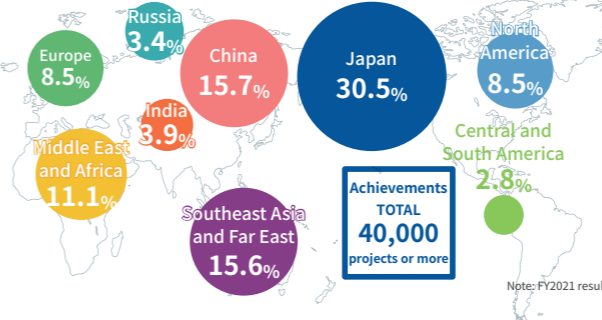 Russia
3.4%
Europe
8.5%
China
15.7%
Japan
30.5%
North
America
8.5%
India
3.9%
Middle East
and Africa
11.1%
Central and
South America
2.8%
Southeast Asia
and Far East
15.6%
Achievements
TOTAL
40,000
projects or more
Note: FY2021